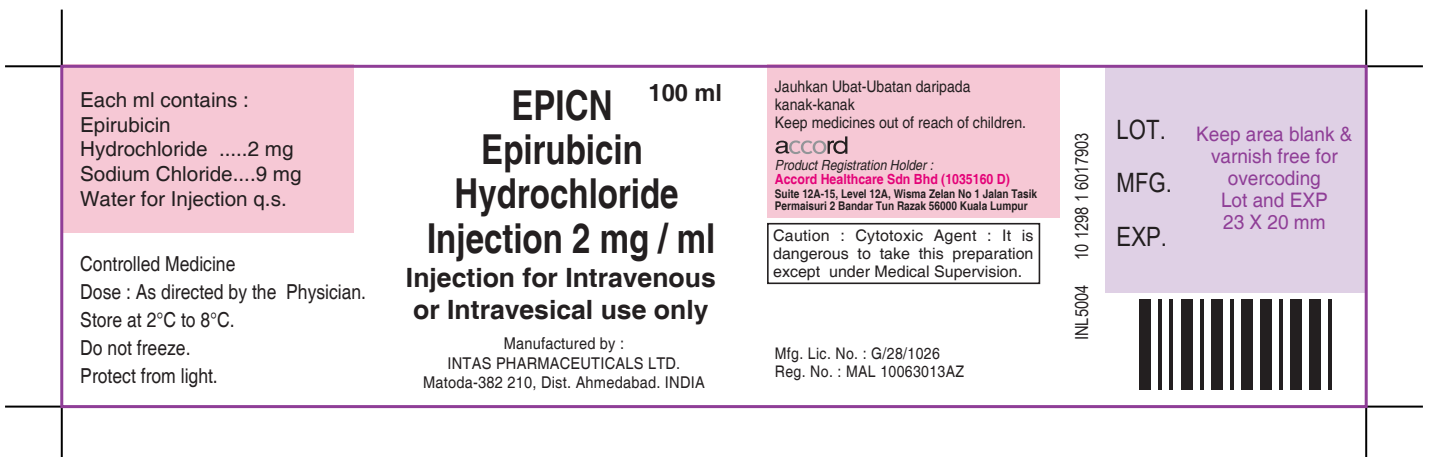 Each ml contains :
Epirubicin
Hydrochloride .....2 mg
Sodium Chloride....9 mg
Water for Injection q.s.
Controlled Medicine
Dose : As directed by the Physician.
Store at 2°C to 8°C.
Do not freeze.
Protect from light.
EPICN 100 ml
Epirubicin
Hydrochloride
Injection 2 mg / ml
Injection for Intravenous
or Intravesical use only
Manufactured by :
INTAS PHARMACEUTICALS LTD.
Matoda-382 210, Dist. Ahmedabad. INDIA
Jauhkan Ubat-Ubatan daripada
kanak-kanak
Keep medicines out of reach of children.
accord
Product Registration Holder :
Accord Healthcare Sdn Bhd (1035160 D)
Suite 12A-15, Level 12A, Wisma Zelan No 1 Jalan Tasik
Permaisuri 2 Bandar Tun Razak 56000 Kuala Lumpur
Caution : Cytotoxic Agent : It is
dangerous to take this preparation
except under Medical Supervision.
Mfg. Lic. No. : G/28/1026
Reg. No. : MAL 10063013AZ
INL5004 10 1298 1 6017903
LOT.
MFG.
EXP.
Keep area blank &
varnish free for
overcoding
Lot and EXP
23 X 20 mm